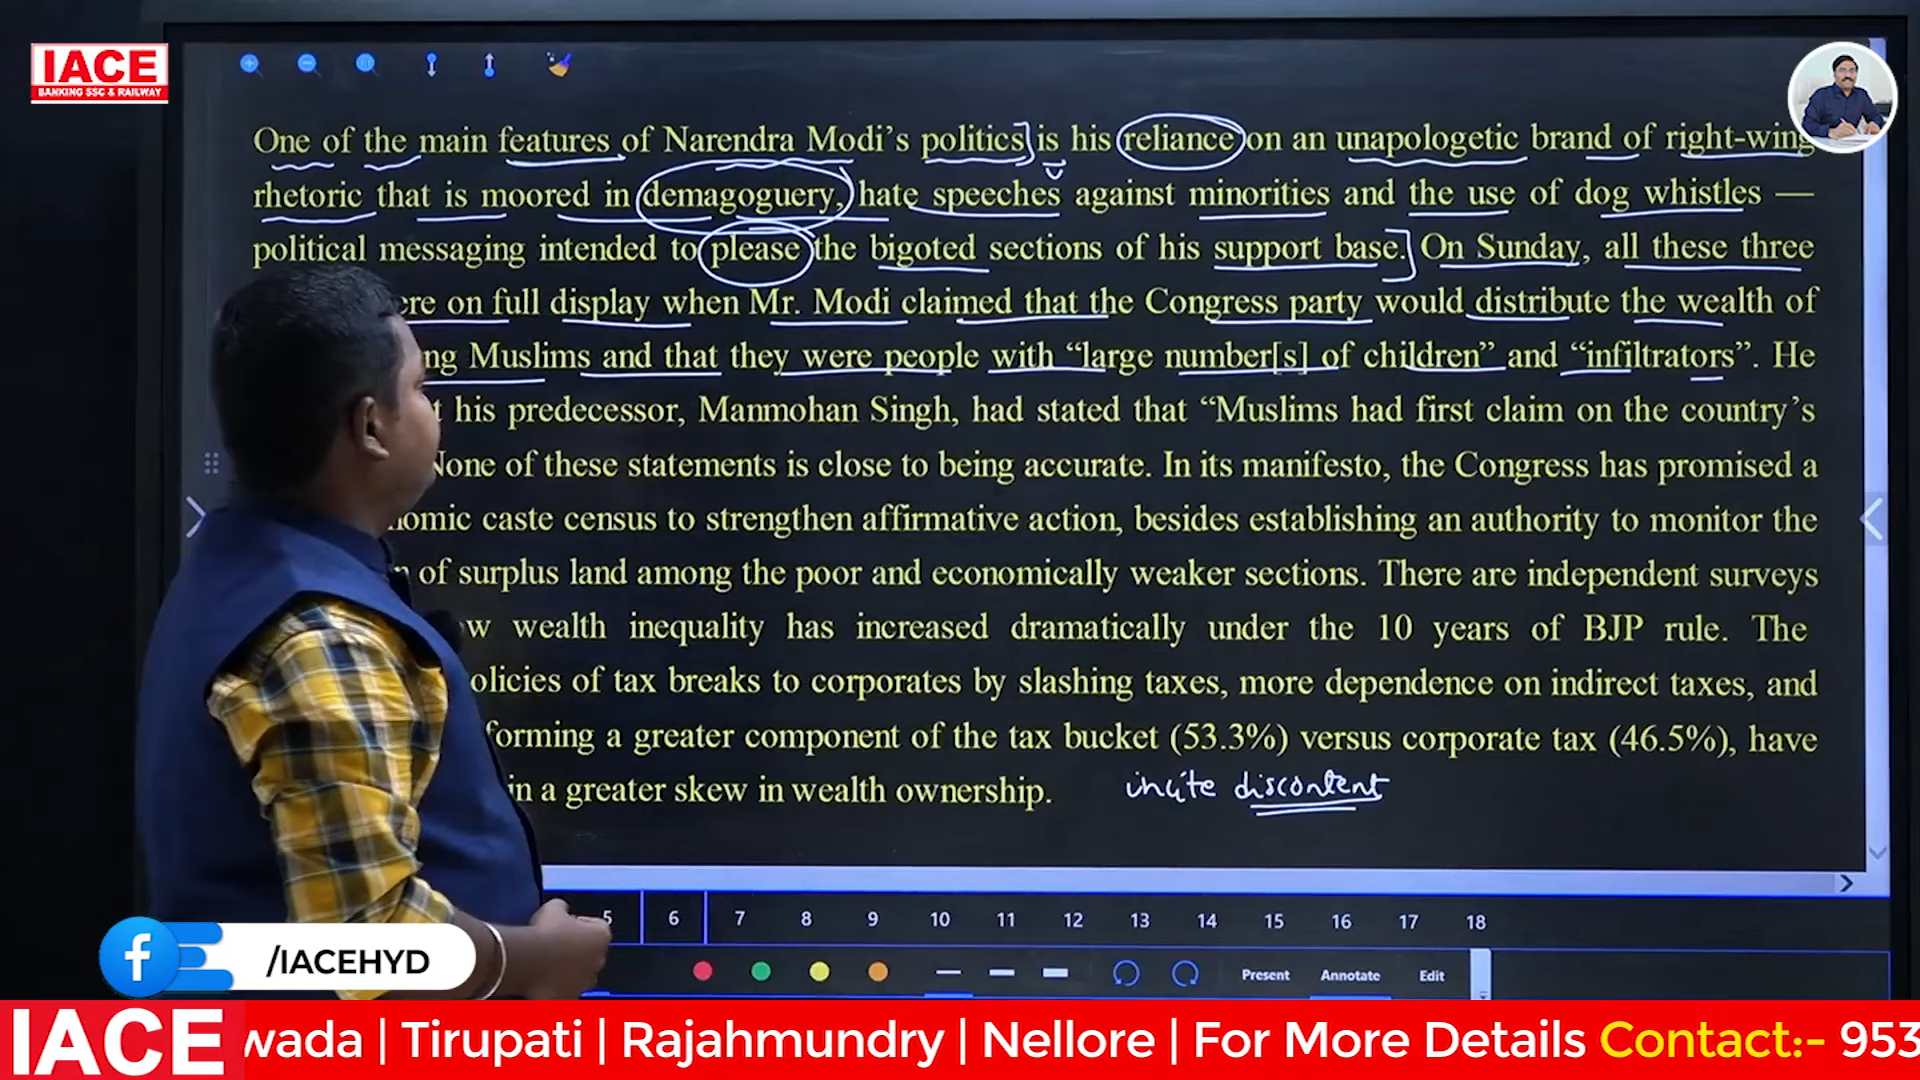 IACE
BANKING SSC & RAILWAY
One of the main features of Narendra Modi’s politics] is his reliance on an unapologetic brand of right-wing
rhetoric that is moored in demagoguery, hate speeches against minorities and the use of dog whistles —
political messaging intended to please the bigoted sections of his support base.] On Sunday, all these three
ere on full display when Mr. Modi claimed that the Congress party would distribute the wealth of
ng Muslims and that they were people with “large number[s] of children” and “infiltrators”. He
t his predecessor, Manmohan Singh, had stated that “Muslims had first claim on the country’s
None of these statements is close to being accurate. In its manifesto, the Congress has promised a
nomic caste census to strengthen affirmative action, besides establishing an authority to monitor the
n of surplus land among the poor and economically weaker sections. There are independent surveys
ow wealth inequality has increased dramatically under the 10 years of BJP rule. The
olicies of tax breaks to corporates by slashing taxes, more dependence on indirect taxes, and
forming a greater component of the tax bucket (53.3%) versus corporate tax (46.5%), have
in a greater skew in wealth ownership. incite discontent
5 6 7 8 9 10 11 12 13 14 15 16 17 18
/IACEHYD
Present Annotate Edit
IACE wada | Tirupati | Rajahmundry | Nellore | For More Details Contact:- 953